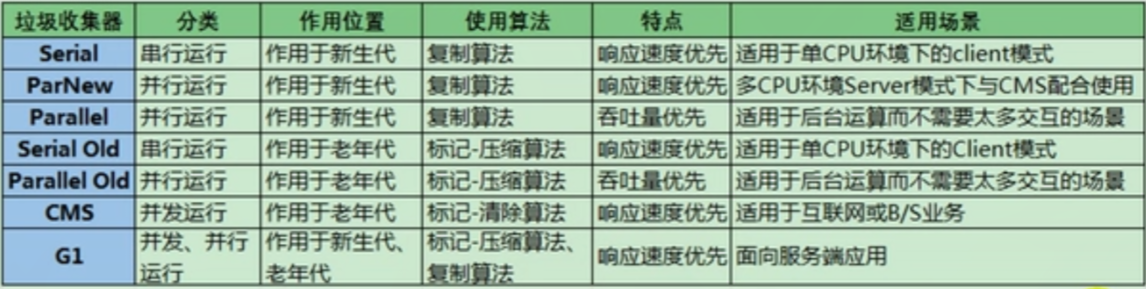 垃圾收集器 分类 作用位置 使用算法 特点 适用场景
Serial 串行运行 作用于新生代 复制算法 响应速度优先 适用于单CPU环境下的client模式
ParNew 并行运行 作用于新生代 复制算法 响应速度优先 多CPU环境Server模式下与CMS配合使用
Parallel 并行运行 作用于新生代 复制算法 吞吐量优先 适用于后台运算而不需要太多交互的场景
Serial Old 串行运行 作用于老年代 标记-压缩算法 响应速度优先 适用于单CPU环境下的Client模式
Parallel Old 并行运行 作用于老年代 标记-压缩算法 吞吐量优先 适用于后台运算而不需要太多交互的场景
CMS 并发运行 作用于老年代 标记-清除算法 响应速度优先 适用于互联网或B/S业务
G1 并发、并行 作用于新生代、 标记-压缩算法、 响应速度优先 面向服务端应用
运行 老年代 复制算法